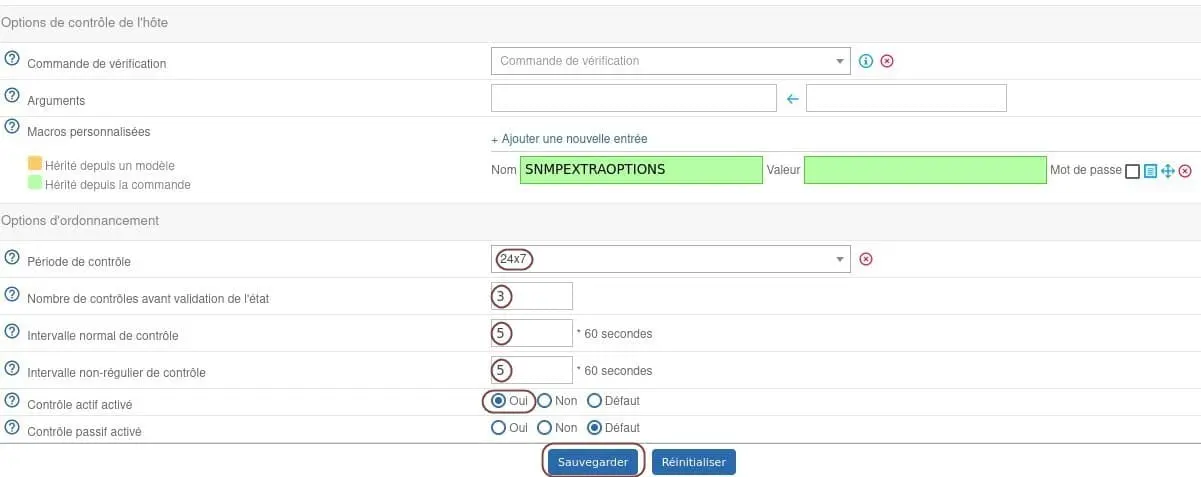 Options de contrôle de l'hôte
Commande de vérification Commande de vérification
Arguments
Macros personnalisées
+ Ajouter une nouvelle entrée
Hérité depuis un modèle
Nom SNMPEXTRAOPTIONS Valeur Mot de passe
Hérité depuis la commande
Options d'ordonnancement
Période de contrôle 24x7
Nombre de contrôles avant validation de l'état 3
Intervalle normal de contrôle 5 * 60 secondes
Intervalle non-régulier de contrôle 5 * 60 secondes
Contrôle actif activé Oui Non Défaut
Contrôle passif activé Oui Non Défaut
Sauvegarder Réinitialiser